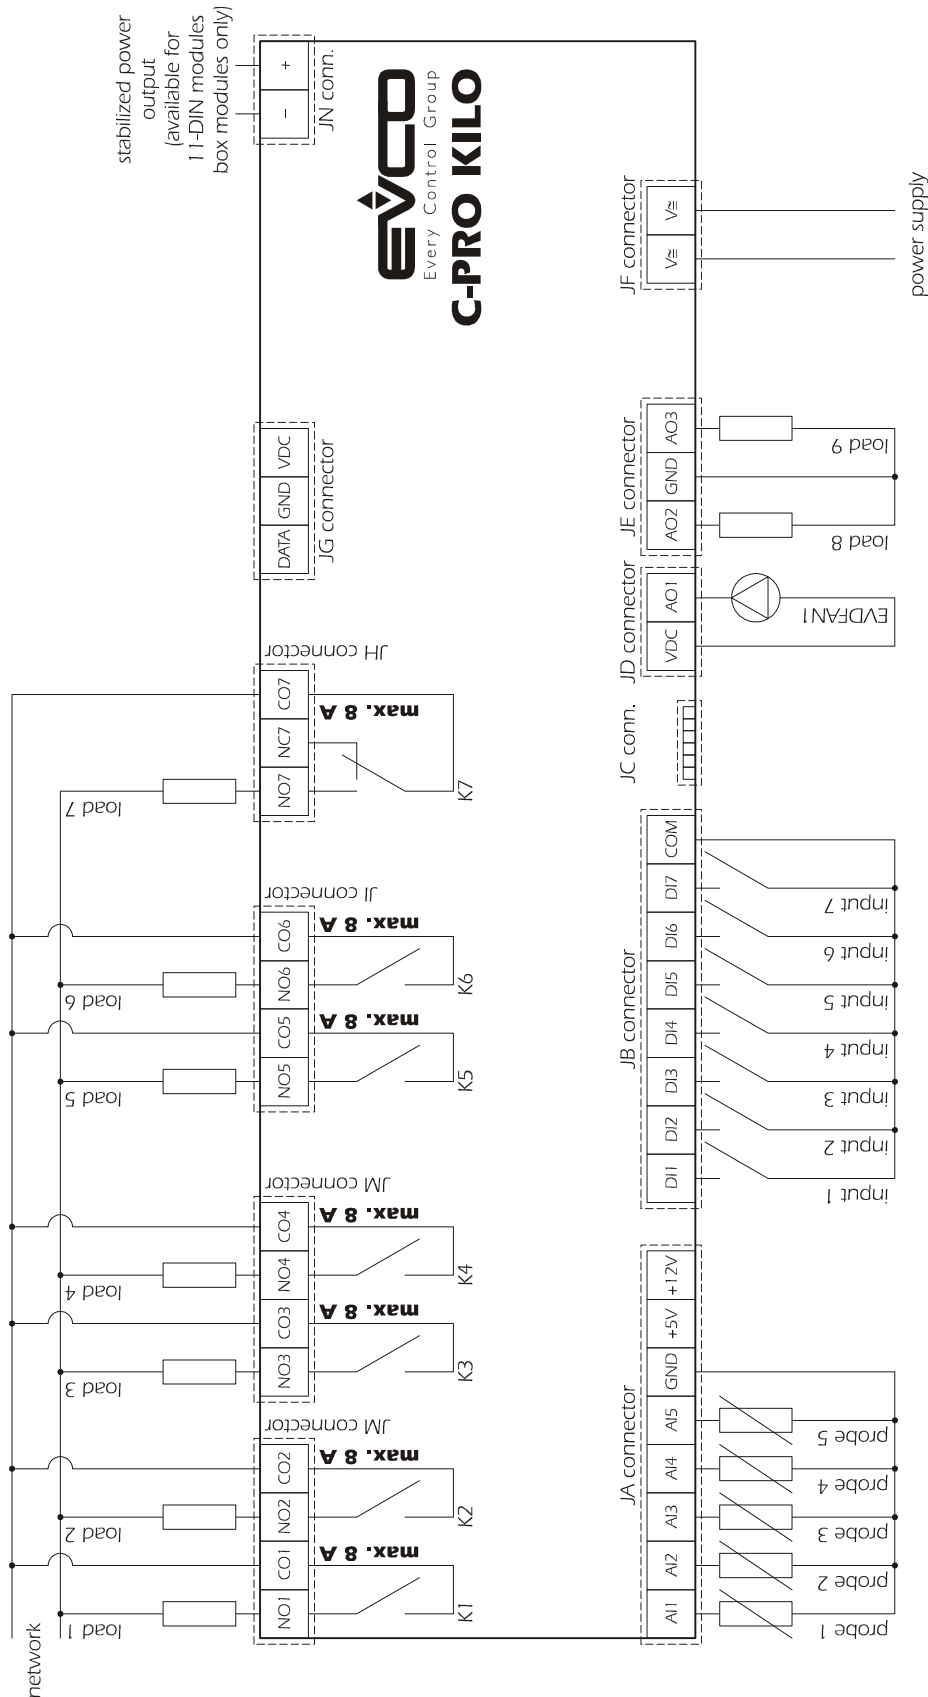 stabilized power
output
(available for
11-DIN modules
box modules only)
+
−
JN conn.
EVCO
Every Control Group
C-PRO KILO
V≅
V≅
JF connector
power supply
DATA
GND
VDC
JG connector
AO2
GND
AO3
JE connector
load 8
load 9
VDC
AO1
JD connector
EVDFAN1
JC conn.
NO7
NC7
CO7
JH connector
max. 8 A
K7
load 7
NO5
CO5
NO6
CO6
JI connector
max. 8 A
max. 8 A
K5
K6
load 5
load 6
NO3
CO3
NO4
CO4
JM connector
max. 8 A
max. 8 A
K3
K4
load 3
load 4
NO1
CO1
NO2
CO2
JM connector
max. 8 A
max. 8 A
K1
K2
load 1
load 2
network
DI1
DI2
DI3
DI4
DI5
DI6
DI7
COM
JB connector
input 1
input 2
input 3
input 4
input 5
input 6
input 7
AI1
AI2
AI3
AI4
AI5
GND
+5V
+12V
JA connector
probe 1
probe 2
probe 3
probe 4
probe 5